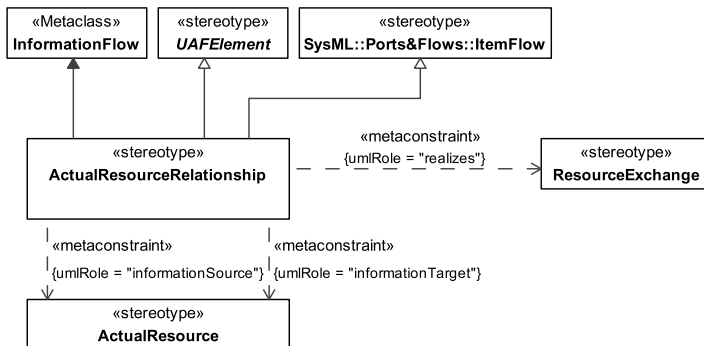 «Metaclass»
InformationFlow
«stereotype»
UAFElement
«stereotype»
SysML::Ports&Flows::ItemFlow
«stereotype»
ActualResourceRelationship
«metaconstraint»
{umlRole = "realizes"}
«stereotype»
ResourceExchange
«metaconstraint»
{umlRole = "informationSource"}
«metaconstraint»
{umlRole = "informationTarget"}
«stereotype»
ActualResource